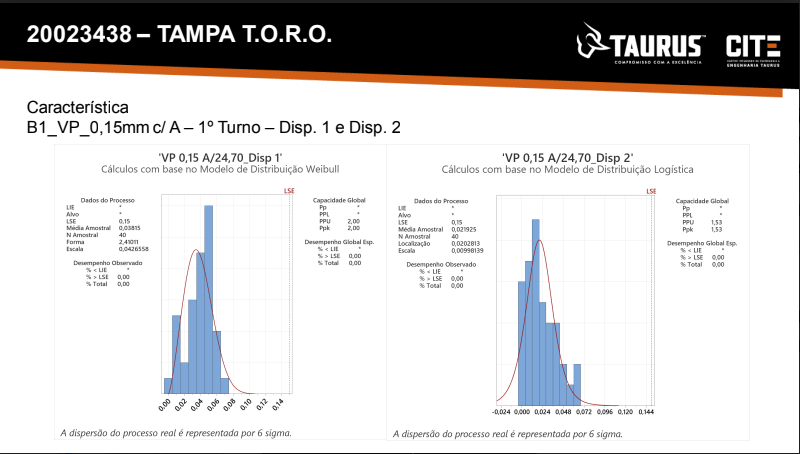 20023438 – TAMPA T.O.R.O.
TAURUS
COMPROMISSO COM A EXCELÊNCIA
CITE
ENGENHARIA TAURUS
Característica
B1_VP_0,15mm c/ A – 1º Turno – Disp. 1 e Disp. 2
'VP 0,15 A/24,70_Disp 1'
Cálculos com base no Modelo de Distribuição Weibull
LSE
Dados do Processo
LIE *
Alvo *
LSE 0,15
Média Amostral 0,03815
N Amostral 40
Forma 2,41011
Escala 0,0426558
Desempenho Observado
% < LIE *
% > LSE 0,00
% Total 0,00
Capacidade Global
Pp *
PPL *
PPU 2,00
Ppk 2,00
Desempenho Global Esp.
% < LIE *
% > LSE 0,00
% Total 0,00
0,00 0,02 0,04 0,06 0,08 0,10 0,12 0,14
A dispersão do processo real é representada por 6 sigma.
'VP 0,15 A/24,70_Disp 2'
Cálculos com base no Modelo de Distribuição Logística
LSE
Dados do Processo
LIE *
Alvo *
LSE 0,15
Média Amostral 0,021925
N Amostral 40
Localização 0,0202813
Escala 0,00998139
Desempenho Observado
% < LIE *
% > LSE 0,00
% Total 0,00
Capacidade Global
Pp *
PPL *
PPU 1,53
Ppk 1,53
Desempenho Global Esp.
% < LIE *
% > LSE 0,00
% Total 0,00
-0,024 0,000 0,024 0,048 0,072 0,096 0,120 0,144
A dispersão do processo real é representada por 6 sigma.